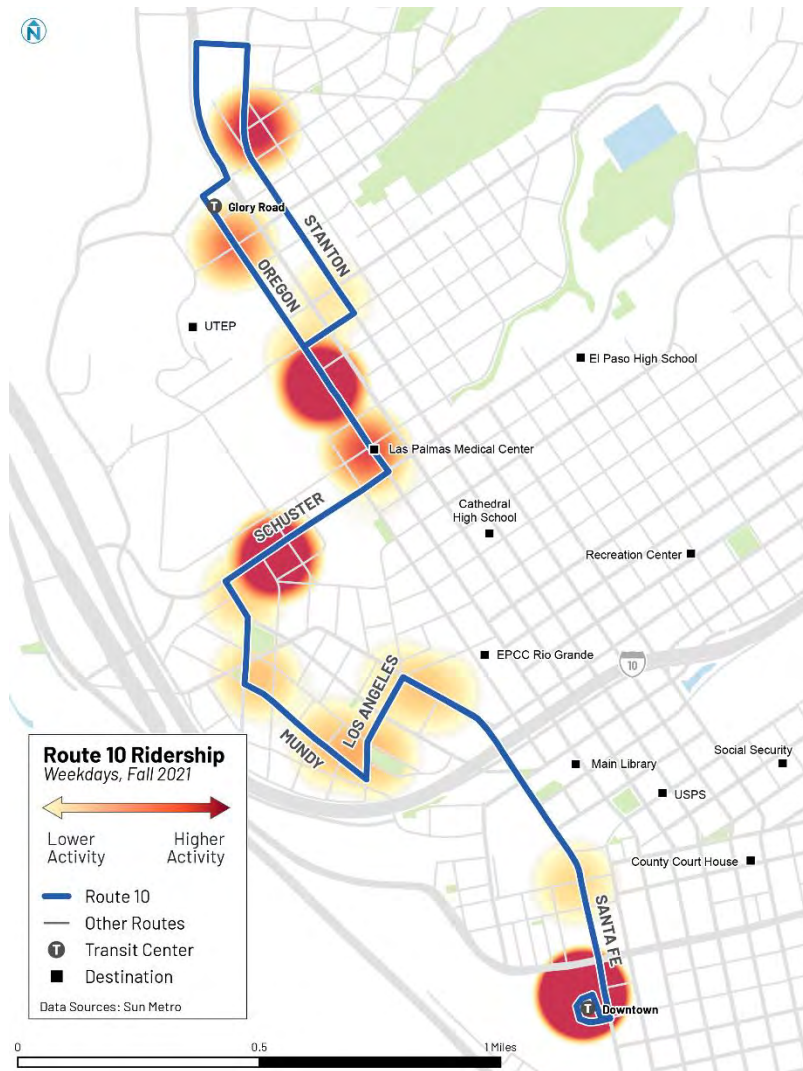 N
T
Glory Road
STANTON
OREGON
UTEP
El Paso High School
Las Palmas Medical Center
SCHUSTER
Cathedral
High School
Recreation Center
EPCC Rio Grande
10
LOS ANGELES
MUNDY
Main Library
Social Security
USPS
County Court House
SANTA FE
T
Downtown
Route 10 Ridership
Weekdays, Fall 2021
Lower
Activity
Higher
Activity
Route 10
Other Routes
T
Transit Center
Destination
Data Sources: Sun Metro
0
0.5
1 Miles